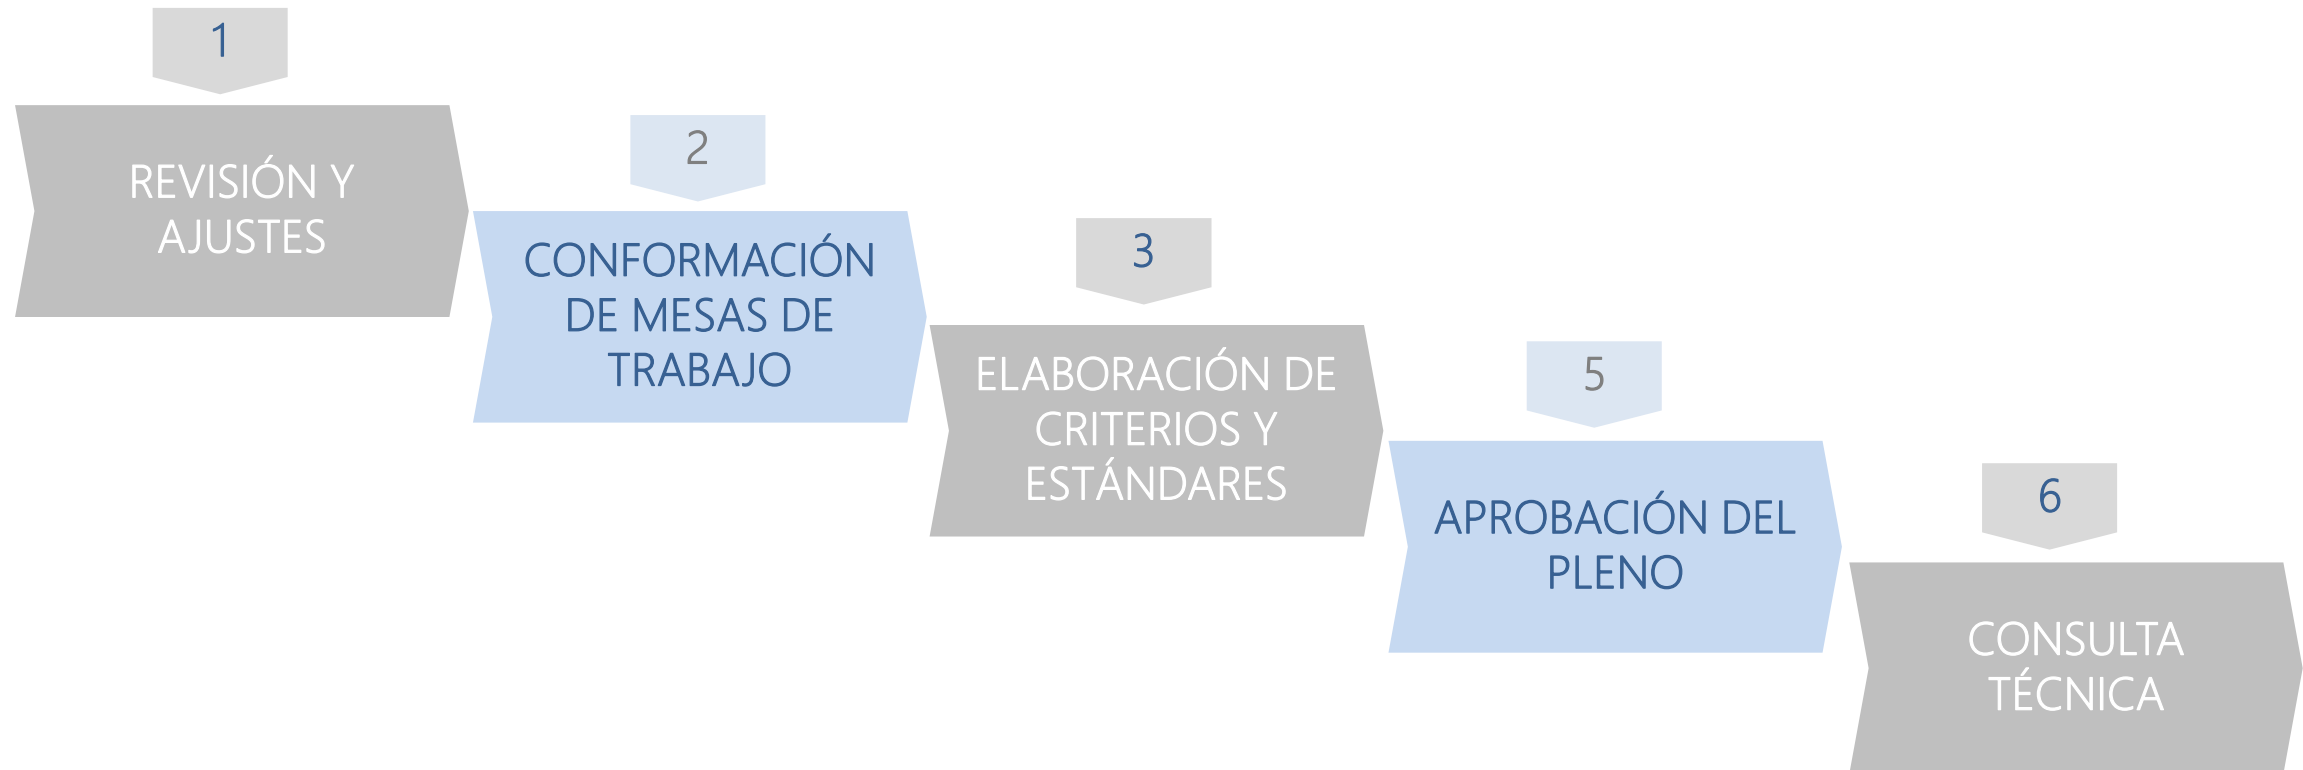 1
REVISIÓN Y
AJUSTES
2
CONFORMACIÓN
DE MESAS DE
TRABAJO
3
ELABORACIÓN DE
CRITERIOS Y
ESTÁNDARES
5
APROBACIÓN DEL
PLENO
6
CONSULTA
TÉCNICA